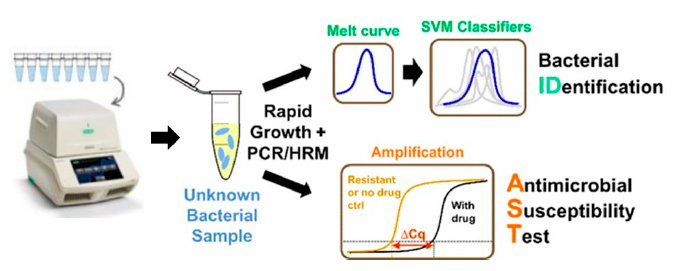 Melt curve
SVM Classifiers
Bacterial
IDentification
Rapid
Growth +
PCR/HRM
Unknown
Bacterial
Sample
Amplification
Resistant
or no drug
ctrl
With
drug
ΔCq
Antimicrobial
Susceptibility
Test